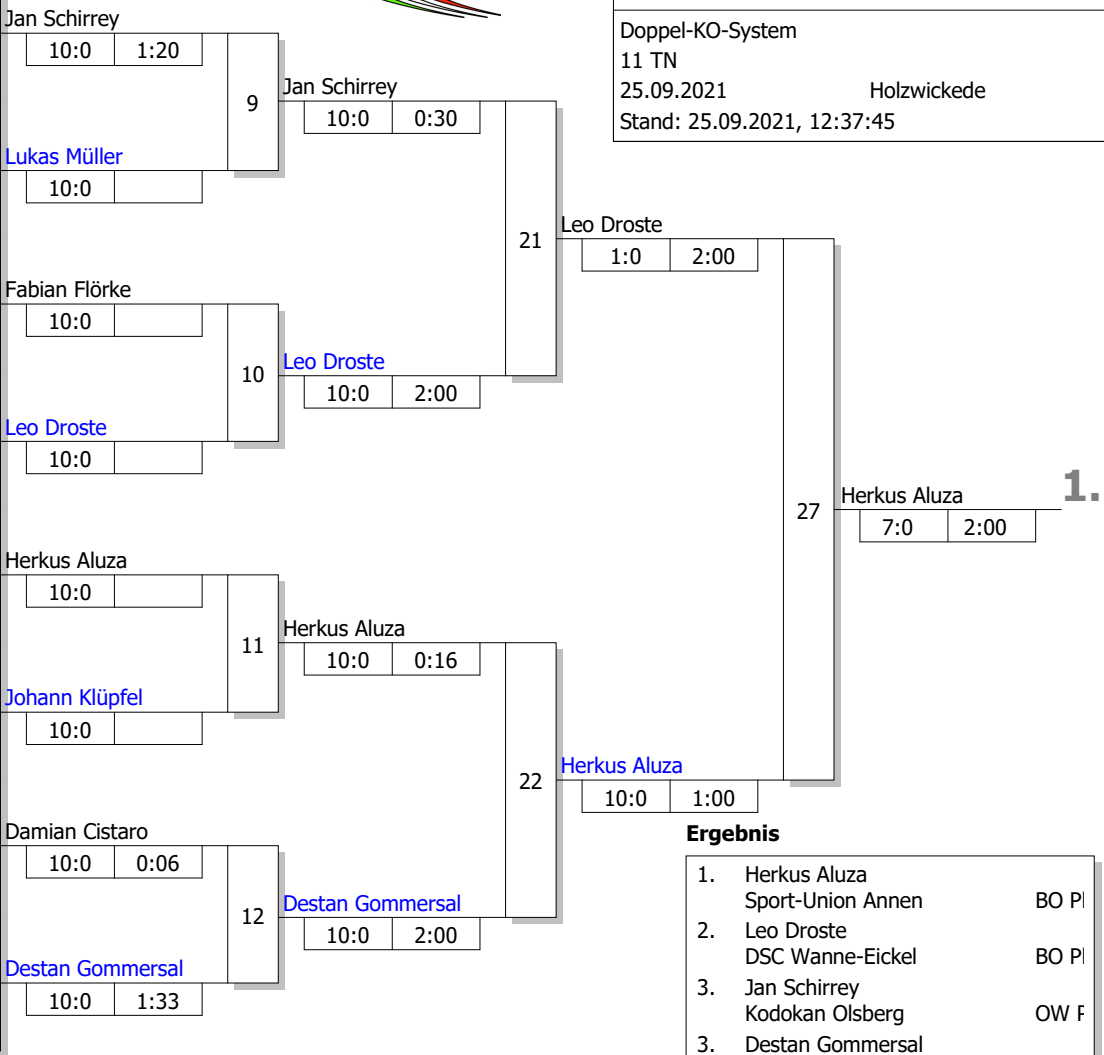 Jan Schirrey
10:0 1:20
9
Lukas Müller
10:0
Jan Schirrey
10:0 0:30
Fabian Flörke
10:0
10
Leo Droste
10:0
Leo Droste
10:0 2:00
21
Leo Droste
1:0 2:00
Herkus Aluza
10:0
11
Johann Klüpfel
10:0
Herkus Aluza
10:0 0:16
Damian Cistaro
10:0 0:06
12
Destan Gommersal
10:0 1:33
Destan Gommersal
10:0 2:00
22
Herkus Aluza
10:0 1:00
27
Herkus Aluza
7:0 2:00
1.
Doppel-KO-System
11 TN
25.09.2021 Holzwickede
Stand: 25.09.2021, 12:37:45
Ergebnis
1. Herkus Aluza
Sport-Union Annen BO
2. Leo Droste
DSC Wanne-Eickel BO
3. Jan Schirrey
Kodokan Olsberg OW
3. Destan Gommersal